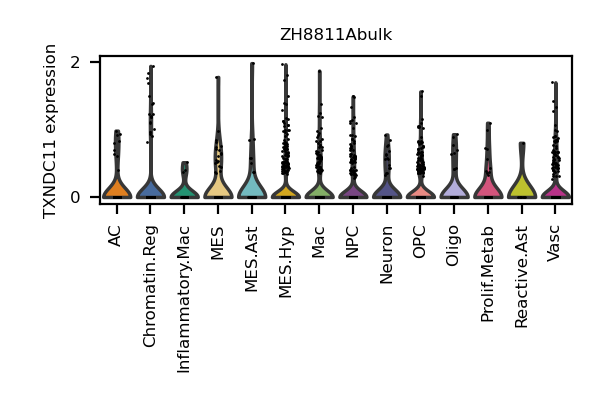 ZH8811Abulk
TXNDC11 expression
2
0
AC
Chromatin.Reg
Inflammatory.Mac
MES
MES.Ast
MES.Hyp
Mac
NPC
Neuron
OPC
Oligo
Prolif.Metab
Reactive.Ast
Vasc